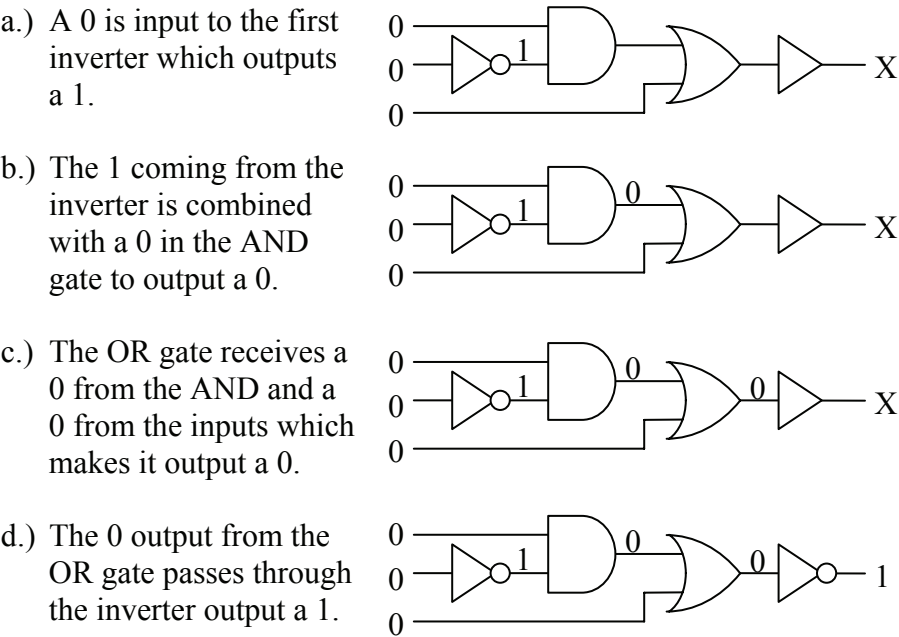 a.) A 0 is input to the first
inverter which outputs
a 1.
0
0
0
1
X
b.) The 1 coming from the
inverter is combined
with a 0 in the AND
gate to output a 0.
0
0
0
1
0
X
c.) The OR gate receives a
0 from the AND and a
0 from the inputs which
makes it output a 0.
0
0
0
1
0
0
X
d.) The 0 output from the
OR gate passes through
the inverter output a 1.
0
0
0
1
0
0
1